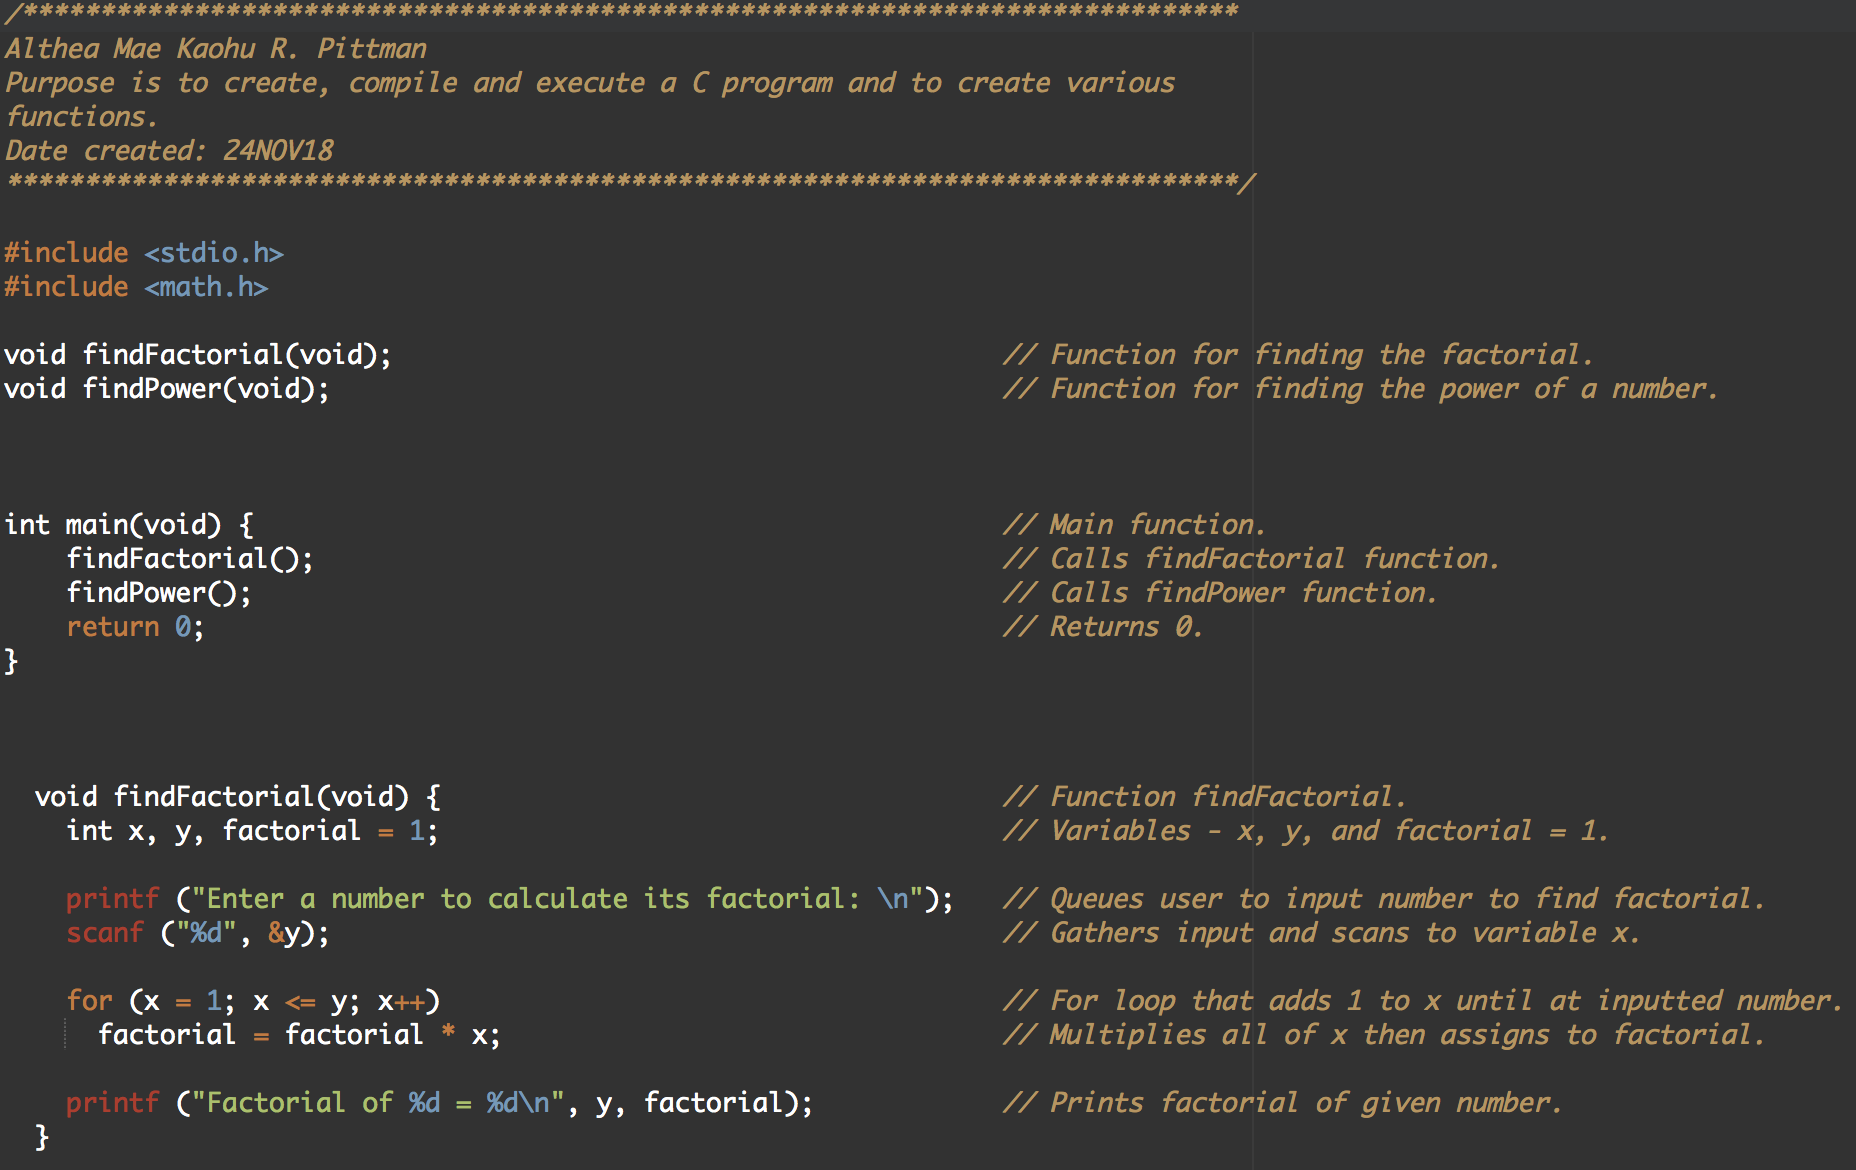 /******************************************************************************
Althea Mae Kaohu R. Pittman
Purpose is to create, compile and execute a C program and to create various
functions.
Date created: 24NOV18
*******************************************************************************/
#include <stdio.h>
#include <math.h>
void findFactorial(void); // Function for finding the factorial.
void findPower(void); // Function for finding the power of a number.
int main(void) { // Main function.
findFactorial(); // Calls findFactorial function.
findPower(); // Calls findPower function.
return 0; // Returns 0.
}
void findFactorial(void) { // Function findFactorial.
int x, y, factorial = 1; // Variables - x, y, and factorial = 1.
printf ("Enter a number to calculate its factorial: \n"); // Queues user to input number to find factorial.
scanf ("%d", &y); // Gathers input and scans to variable x.
for (x = 1; x <= y; x++) // For loop that adds 1 to x until at inputted number.
factorial = factorial * x; // Multiplies all of x then assigns to factorial.
printf ("Factorial of %d = %d\n", y, factorial); // Prints factorial of given number.
}